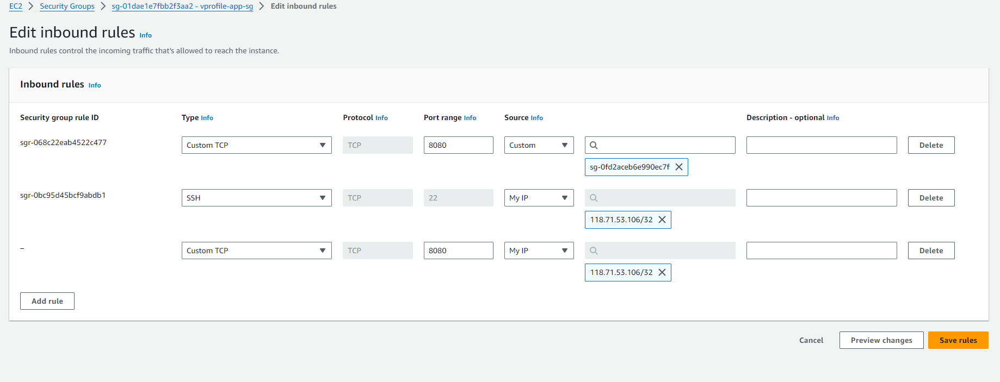 EC2 > Security Groups > sg-01dae1e7fbb2f3aa2 - vprofile-app-sg > Edit inbound rules
Edit inbound rules Info
Inbound rules control the incoming traffic that's allowed to reach the instance.
Inbound rules Info
Security group rule ID Type Info Protocol Info Port range Info Source Info Description - optional Info
sgr-068c22eab4522c477 Custom TCP TCP 8080 Custom Delete
sg-0fd2aceb6e990ec7f
sgr-0bc95d45bcf9abdb1 SSH TCP 22 My IP Delete
118.71.53.106/32
– Custom TCP TCP 8080 My IP Delete
118.71.53.106/32
Add rule
Cancel Preview changes Save rules